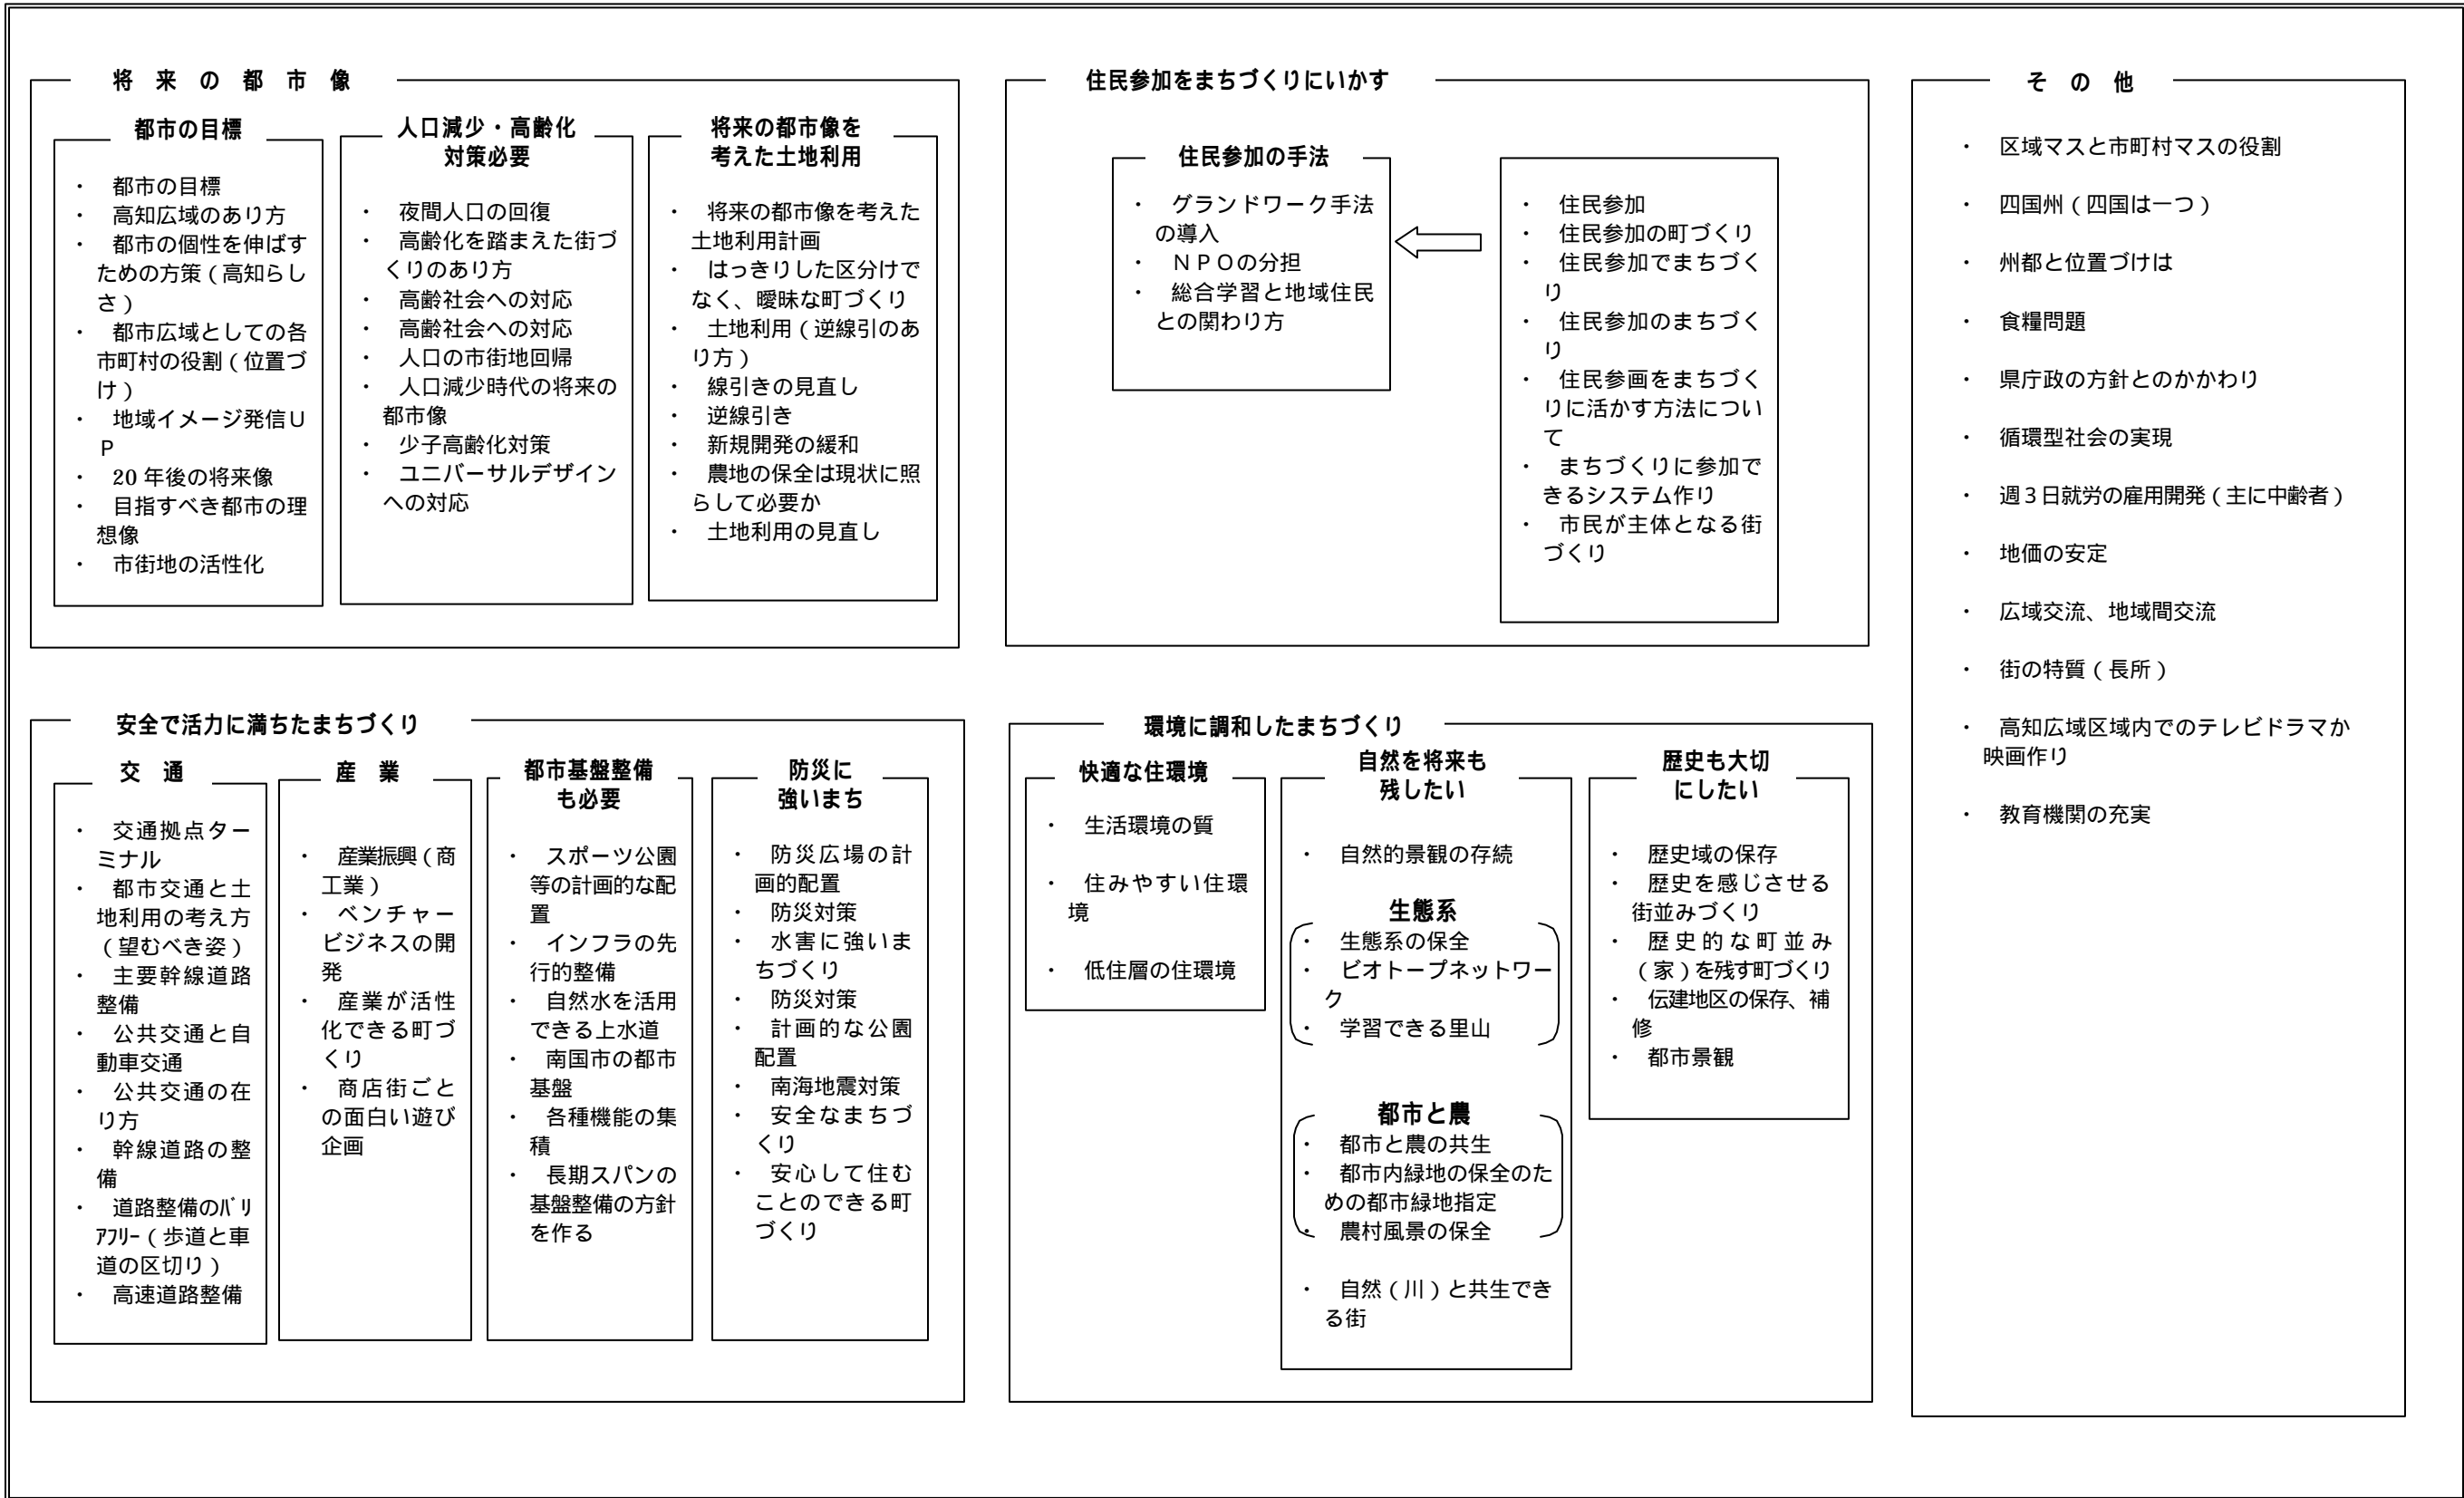 将来の都市像
都市の目標
・ 都市の目標
・ 高知広域のあり方
・ 都市の個性を伸ばす
ための方策（高知らし
さ）
・ 都市広域としての各
市町村の役割（位置づ
け）
・ 地域イメージ発信Ｕ
Ｐ
・ 20 年後の将来像
・ 目指すべき都市の理
想像
・ 市街地の活性化
人口減少・高齢化
対策必要
・ 夜間人口の回復
・ 高齢化を踏まえた街づ
くりのあり方
・ 高齢社会への対応
・ 高齢社会への対応
・ 人口の市街地回帰
・ 人口減少時代の将来の
都市像
・ 少子高齢化対策
・ ユニバーサルデザイン
への対応
将来の都市像を
考えた土地利用
・ 将来の都市像を考えた
土地利用計画
・ はっきりした区分けで
なく、曖昧な町づくり
・ 土地利用（逆線引のあ
り方）
・ 線引きの見直し
・ 逆線引き
・ 新規開発の緩和
・ 農地の保全は現状に照
らして必要か
・ 土地利用の見直し
住民参加をまちづくりにいかす
住民参加の手法
・ グランドワーク手法
の導入
・ ＮＰＯの分担
・ 総合学習と地域住民
との関わり方
・ 住民参加
・ 住民参加の町づくり
・ 住民参加でまちづく
り
・ 住民参加のまちづく
り
・ 住民参画をまちづく
りに活かす方法につい
て
・ まちづくりに参加で
きるシステム作り
・ 市民が主体となる街
づくり
その他
・ 区域マスと市町村マスの役割
・ 四国州（四国は一つ）
・ 州都と位置づけは
・ 食糧問題
・ 県庁政の方針とのかかわり
・ 循環型社会の実現
・ 週３日就労の雇用開発（主に中齢者）
・ 地価の安定
・ 広域交流、地域間交流
・ 街の特質（長所）
・ 高知広域区域内でのテレビドラマか
映画作り
・ 教育機関の充実
安全で活力に満ちたまちづくり
交 通
・ 交通拠点ター
ミナル
・ 都市交通と土
地利用の考え方
（望むべき姿）
・ 主要幹線道路
整備
・ 公共交通と自
動車交通
・ 公共交通の在
り方
・ 幹線道路の整
備
・ 道路整備のﾊﾞﾘ
ｱﾌﾘｰ（歩道と車
道の区切り）
・ 高速道路整備
産 業
・ 産業振興（商
工業）
・ ベンチャー
ビジネスの開
発
・ 産業が活性
化できる町づ
くり
・ 商店街ごと
の面白い遊び
企画
都市基盤整備
も必要
・ スポーツ公園
等の計画的な配
置
・ インフラの先
行的整備
・ 自然水を活用
できる上水道
・ 南国市の都市
基盤
・ 各種機能の集
積
・ 長期スパンの
基盤整備の方針
を作る
防災に
強いまち
・ 防災広場の計
画的配置
・ 防災対策
・ 水害に強いま
ちづくり
・ 防災対策
・ 計画的な公園
配置
・ 南海地震対策
・ 安全なまちづ
くり
・ 安心して住む
ことのできる町
づくり
環境に調和したまちづくり
快適な住環境
・ 生活環境の質
・ 住みやすい住環
境
・ 低住層の住環境
自然を将来も
残したい
・ 自然的景観の存続
生態系
・ 生態系の保全
・ ビオトープネットワー
ク
・ 学習できる里山
都市と農
・ 都市と農の共生
・ 都市内緑地の保全のた
めの都市緑地指定
・ 農村風景の保全
・ 自然（川）と共生でき
る街
歴史も大切
にしたい
・ 歴史域の保存
・ 歴史を感じさせる
街並みづくり
・ 歴史的な町並み
（家）を残す町づくり
・ 伝建地区の保存、補
修
・ 都市景観